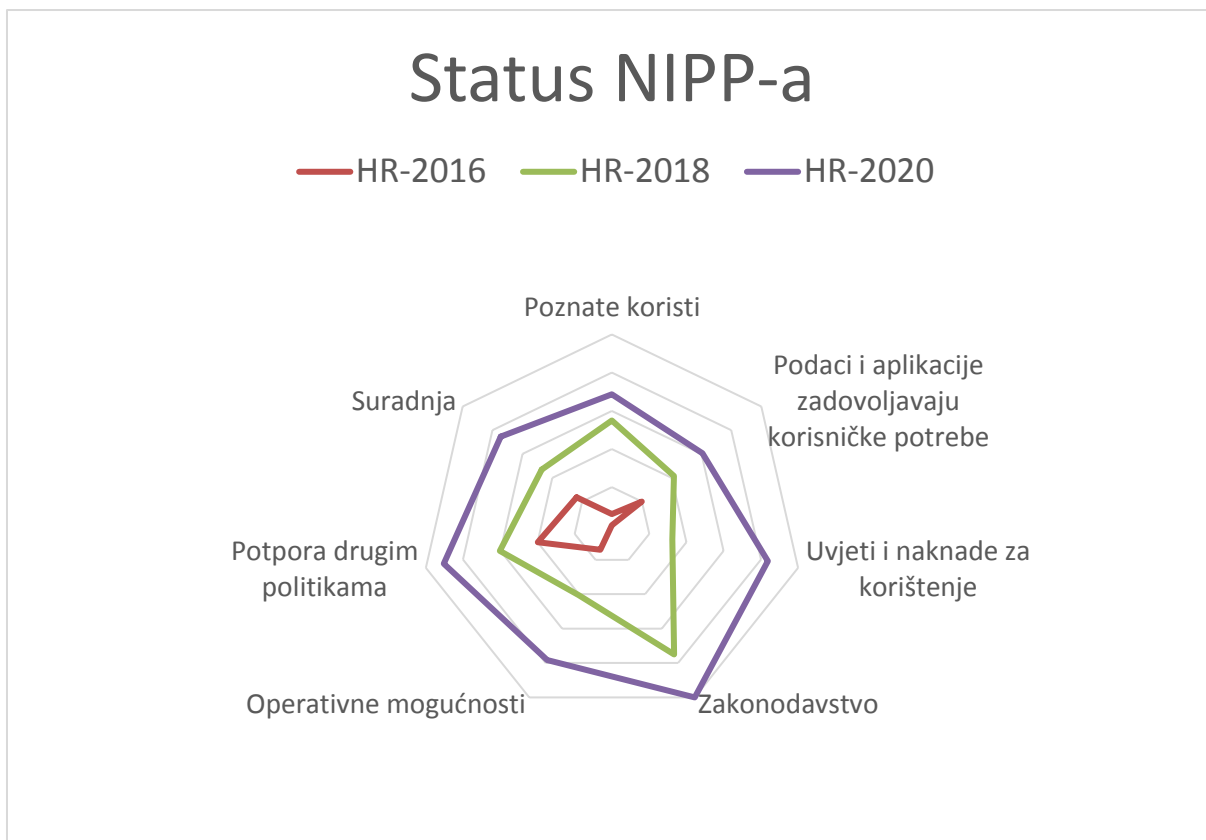 Status NIPP-a
HR-2016
HR-2018
HR-2020
Poznate koristi
Podaci i aplikacije
zadovoljavaju
korisničke potrebe
Uvjeti i naknade za
korištenje
Zakonodavstvo
Operativne mogućnosti
Potpora drugim
politikama
Suradnja